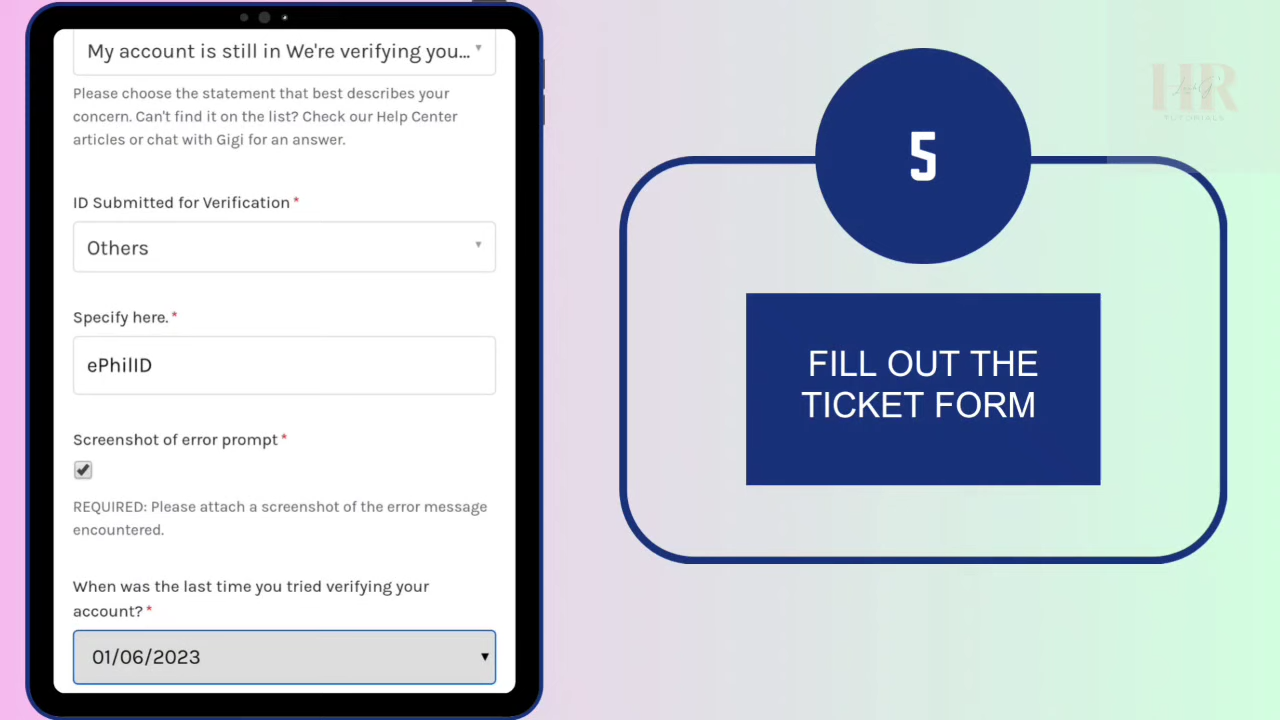 My account is still in We're verifying you...
Please choose the statement that best describes your
concern. Can't find it on the list? Check our Help Center
articles or chat with Gigi for an answer.
ID Submitted for Verification*
Others
Specify here.*
ePhilID
Screenshot of error prompt*
REQUIRED: Please attach a screenshot of the error message
encountered.
When was the last time you tried verifying your
account?*
01/06/2023
5
FILL OUT THE
TICKET FORM
HR
TUTORIALS